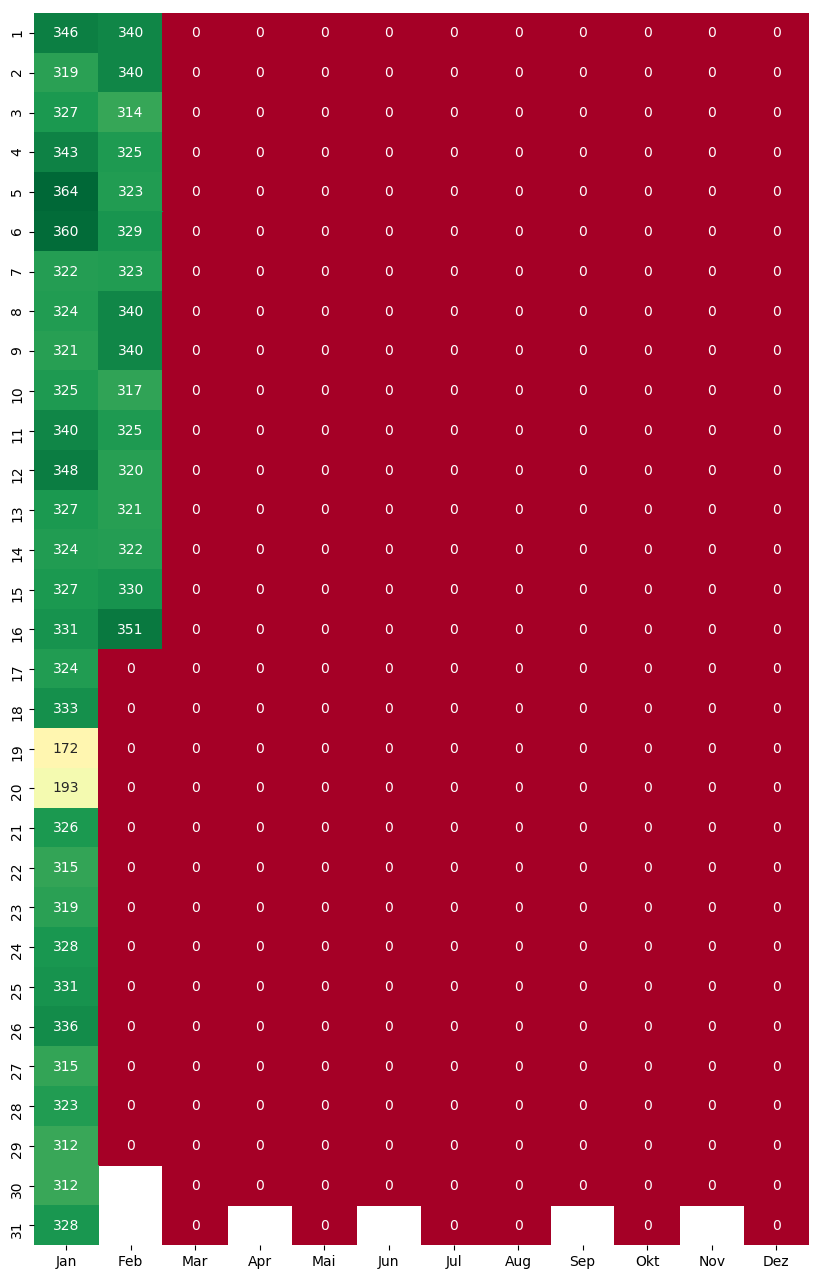 1 346 340 0 0 0 0 0 0 0 0 0 0
2 319 340 0 0 0 0 0 0 0 0 0 0
3 327 314 0 0 0 0 0 0 0 0 0 0
4 343 325 0 0 0 0 0 0 0 0 0 0
5 364 323 0 0 0 0 0 0 0 0 0 0
6 360 329 0 0 0 0 0 0 0 0 0 0
7 322 323 0 0 0 0 0 0 0 0 0 0
8 324 340 0 0 0 0 0 0 0 0 0 0
9 321 340 0 0 0 0 0 0 0 0 0 0
10 325 317 0 0 0 0 0 0 0 0 0 0
11 340 325 0 0 0 0 0 0 0 0 0 0
12 348 320 0 0 0 0 0 0 0 0 0 0
13 327 321 0 0 0 0 0 0 0 0 0 0
14 324 322 0 0 0 0 0 0 0 0 0 0
15 327 330 0 0 0 0 0 0 0 0 0 0
16 331 351 0 0 0 0 0 0 0 0 0 0
17 324 0 0 0 0 0 0 0 0 0 0 0
18 333 0 0 0 0 0 0 0 0 0 0 0
19 172 0 0 0 0 0 0 0 0 0 0 0
20 193 0 0 0 0 0 0 0 0 0 0 0
21 326 0 0 0 0 0 0 0 0 0 0 0
22 315 0 0 0 0 0 0 0 0 0 0 0
23 319 0 0 0 0 0 0 0 0 0 0 0
24 328 0 0 0 0 0 0 0 0 0 0 0
25 331 0 0 0 0 0 0 0 0 0 0 0
26 336 0 0 0 0 0 0 0 0 0 0 0
27 315 0 0 0 0 0 0 0 0 0 0 0
28 323 0 0 0 0 0 0 0 0 0 0 0
29 312 0 0 0 0 0 0 0 0 0 0 0
30 312 0 0 0 0 0 0 0 0 0 0
31 328 0 0 0 0 0 0
Jan Feb Mar Apr Mai Jun Jul Aug Sep Okt Nov Dez